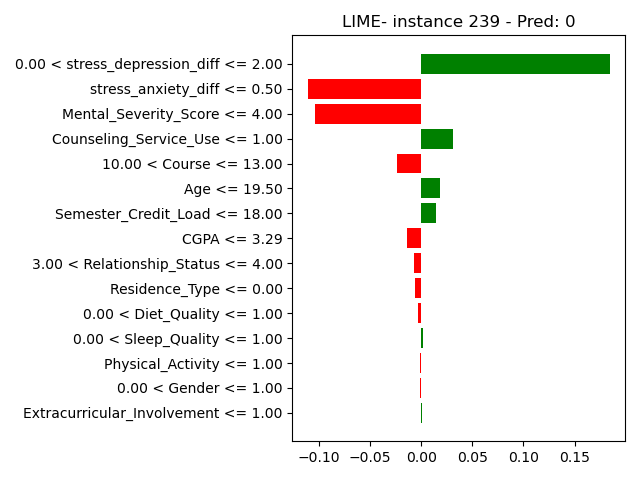 LIME- instance 239 - Pred: 0
0.00 < stress_depression_diff <= 2.00
stress_anxiety_diff <= 0.50
Mental_Severity_Score <= 4.00
Counseling_Service_Use <= 1.00
10.00 < Course <= 13.00
Age <= 19.50
Semester_Credit_Load <= 18.00
CGPA <= 3.29
3.00 < Relationship_Status <= 4.00
Residence_Type <= 0.00
0.00 < Diet_Quality <= 1.00
0.00 < Sleep_Quality <= 1.00
Physical_Activity <= 1.00
0.00 < Gender <= 1.00
Extracurricular_Involvement <= 1.00
−0.10 −0.05 0.00 0.05 0.10 0.15